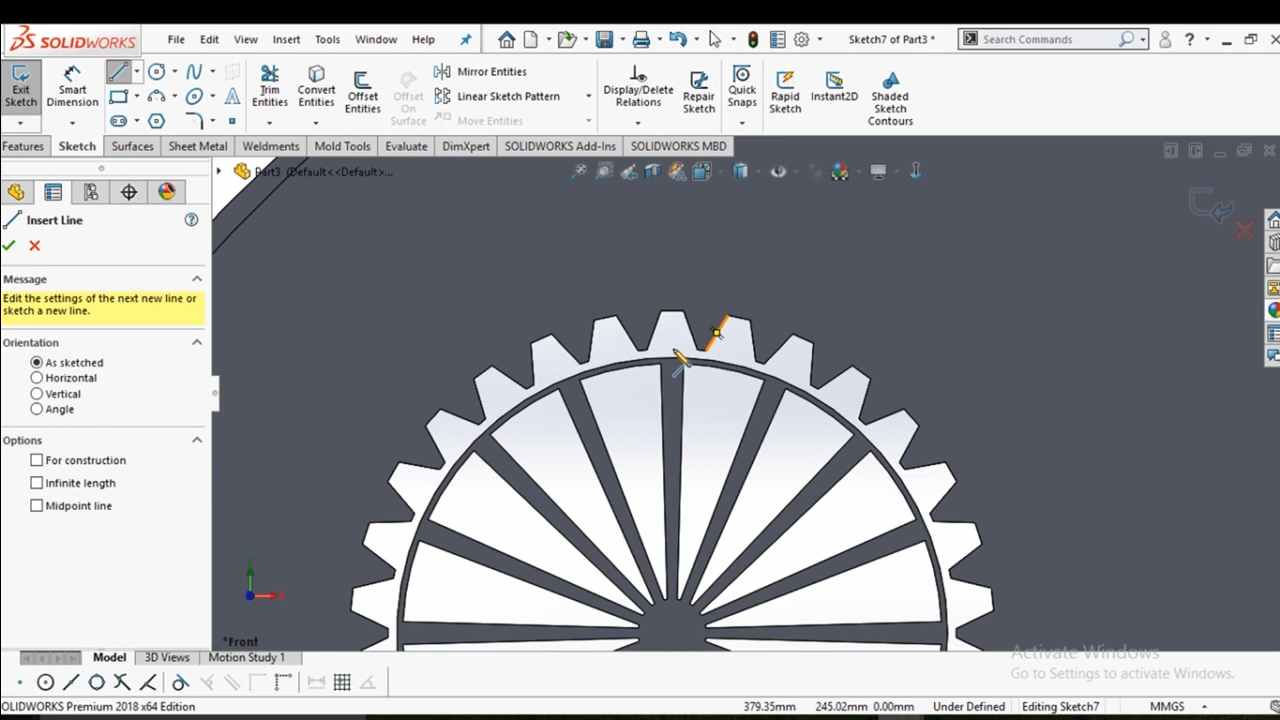 SOLIDWORKS File Edit View Insert Tools Window Help Sketch7 of Part3 * Search Commands ?
Exit Sketch
Smart Dimension
Trim Entities
Convert Entities
Offset Entities
Offset On Surface
Mirror Entities
Linear Sketch Pattern
Move Entities
Display/Delete Relations
Repair Sketch
Quick Snaps
Rapid Sketch
Instant2D
Shaded Sketch Contours
Features Sketch Surfaces Sheet Metal Weldments Mold Tools Evaluate DimXpert SOLIDWORKS Add-Ins SOLIDWORKS MBD
Part3 (Default<<Default>...
Insert Line
Message
Edit the settings of the next new line or
sketch a new line.
Orientation
As sketched
Horizontal
Vertical
Angle
Options
For construction
Infinite length
Midpoint line
*Front
Activate Windows
Go to Settings to activate Windows.
Model 3D Views Motion Study 1
OLIDWORKS Premium 2018 x64 Edition 379.35mm 245.02mm 0.00mm Under Defined Editing Sketch7 MMGS